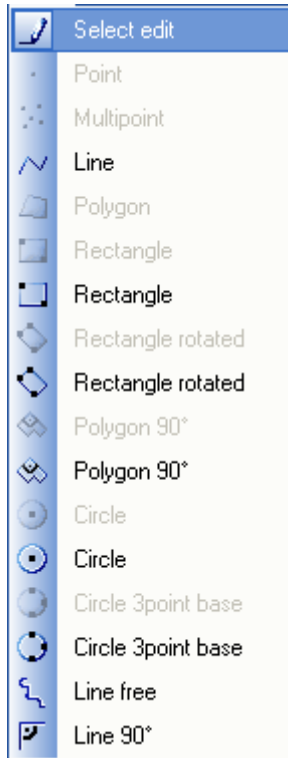 Select edit
Point
Multipoint
Line
Polygon
Rectangle
Rectangle
Rectangle rotated
Rectangle rotated
Polygon 90°
Polygon 90°
Circle
Circle
Circle 3point base
Circle 3point base
Line free
Line 90°